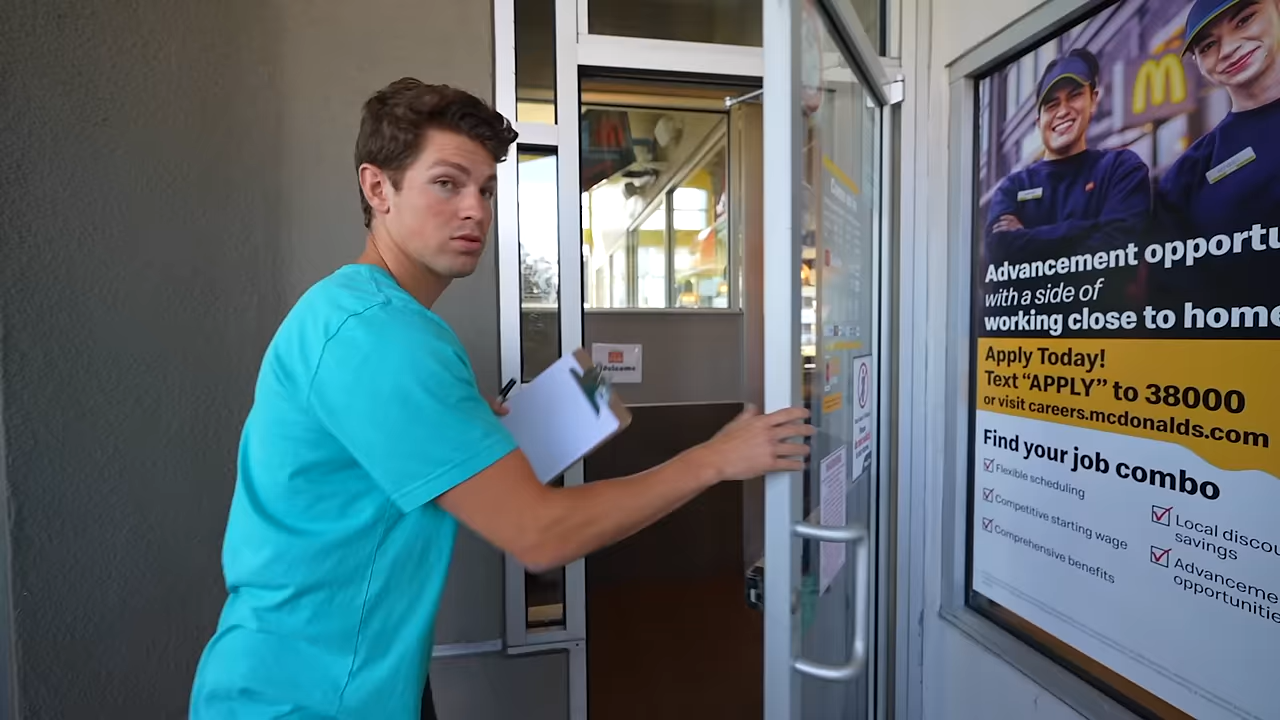 Welcome
Advancement opportu
with a side of
working close to home
Apply Today!
Text “APPLY” to 38000
or visit careers.mcdonalds.com
Find your job combo
Flexible scheduling
Competitive starting wage
Comprehensive benefits
Local discou
savings
Advanceme
opportunitie